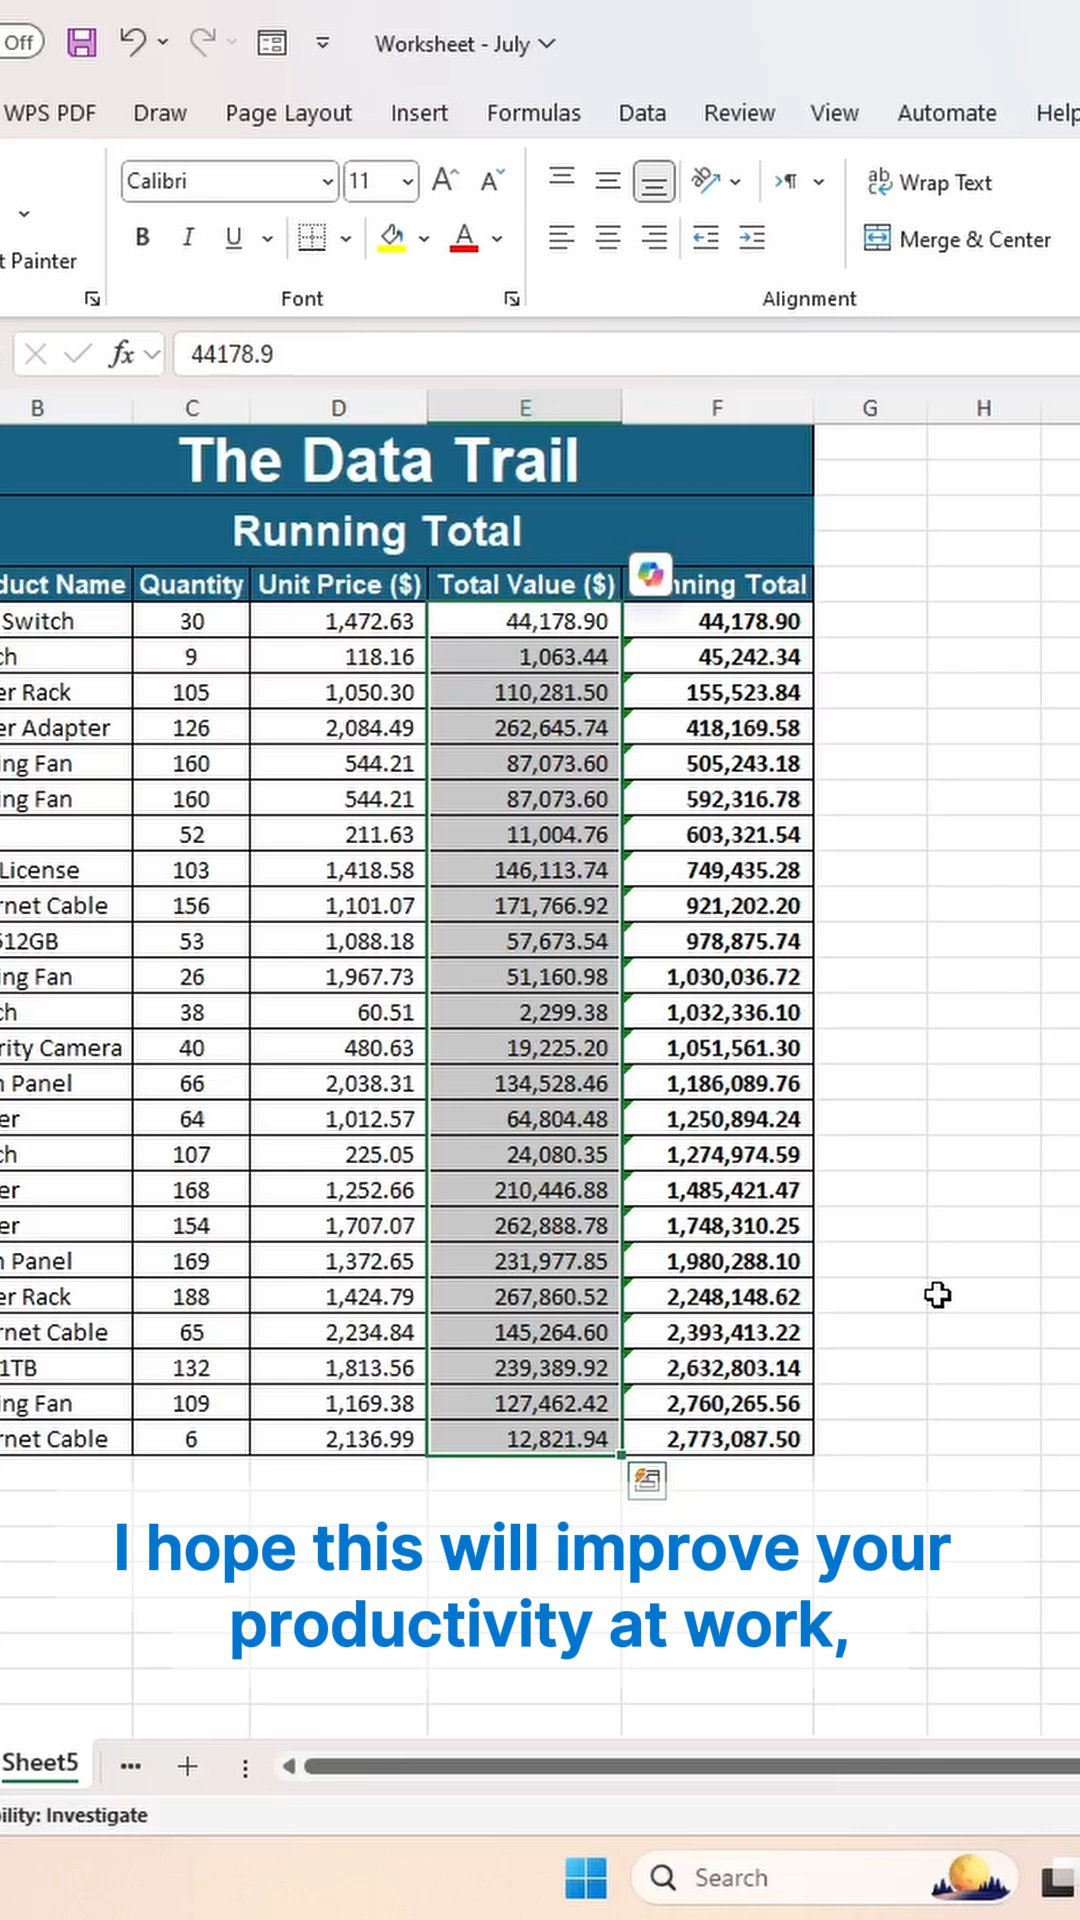 Off Worksheet - July
WPS PDF Draw Page Layout Insert Formulas Data Review View Automate Help
Calibri 11 Wrap Text
B I U A Merge & Center
t Painter
Font Alignment
fx 44178.9
B C D E F G H
The Data Trail
Running Total
duct Name Quantity Unit Price ($) Total Value ($) nning Total
Switch 30 1,472.63 44,178.90 44,178.90
ch 9 118.16 1,063.44 45,242.34
er Rack 105 1,050.30 110,281.50 155,523.84
er Adapter 126 2,084.49 262,645.74 418,169.58
ing Fan 160 544.21 87,073.60 505,243.18
ing Fan 160 544.21 87,073.60 592,316.78
52 211.63 11,004.76 603,321.54
License 103 1,418.58 146,113.74 749,435.28
rnet Cable 156 1,101.07 171,766.92 921,202.20
512GB 53 1,088.18 57,673.54 978,875.74
ing Fan 26 1,967.73 51,160.98 1,030,036.72
ch 38 60.51 2,299.38 1,032,336.10
rity Camera 40 480.63 19,225.20 1,051,561.30
n Panel 66 2,038.31 134,528.46 1,186,089.76
er 64 1,012.57 64,804.48 1,250,894.24
ch 107 225.05 24,080.35 1,274,974.59
er 168 1,252.66 210,446.88 1,485,421.47
er 154 1,707.07 262,888.78 1,748,310.25
n Panel 169 1,372.65 231,977.85 1,980,288.10
er Rack 188 1,424.79 267,860.52 2,248,148.62
rnet Cable 65 2,234.84 145,264.60 2,393,413.22
1TB 132 1,813.56 239,389.92 2,632,803.14
ing Fan 109 1,169.38 127,462.42 2,760,265.56
rnet Cable 6 2,136.99 12,821.94 2,773,087.50
I hope this will improve your
productivity at work,
Sheet5
ility: Investigate
Search